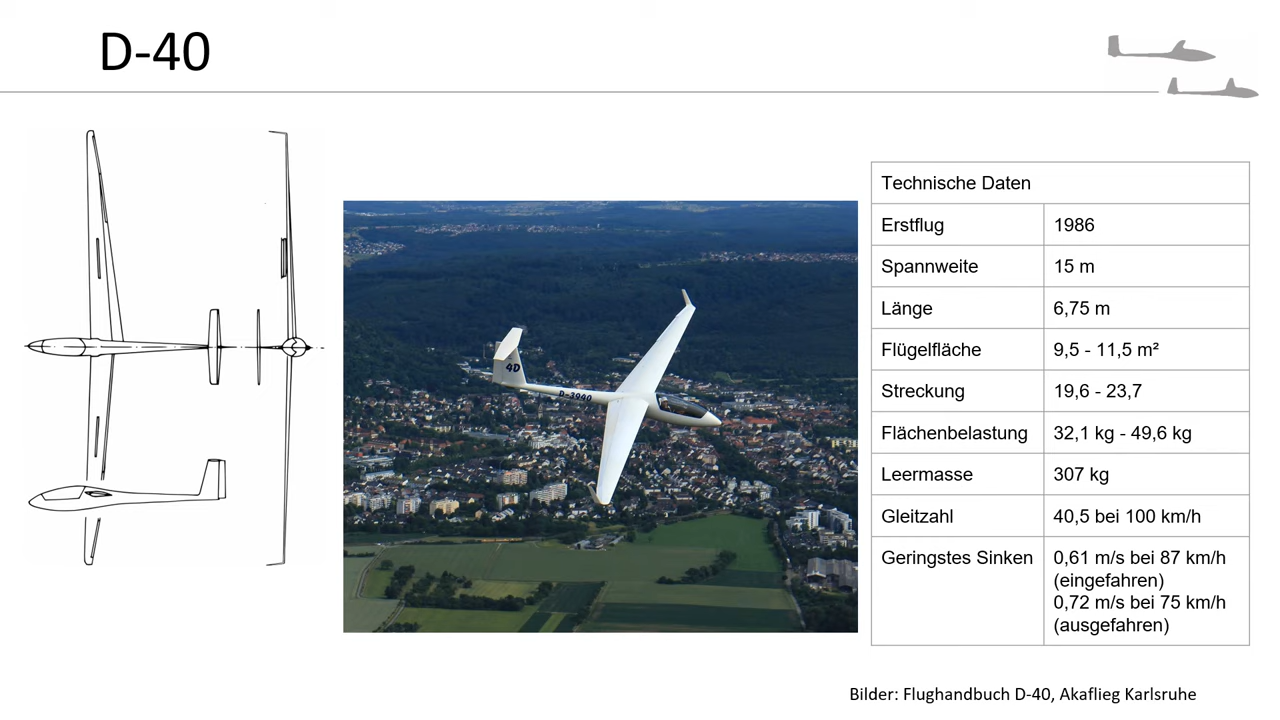 D-40
4D
D-3940
Technische Daten
Erstflug 1986
Spannweite 15 m
Länge 6,75 m
Flügelfläche 9,5 - 11,5 m²
Streckung 19,6 - 23,7
Flächenbelastung 32,1 kg - 49,6 kg
Leermasse 307 kg
Gleitzahl 40,5 bei 100 km/h
Geringstes Sinken 0,61 m/s bei 87 km/h
(eingefahren)
0,72 m/s bei 75 km/h
(ausgefahren)
Bilder: Flughandbuch D-40, Akaflieg Karlsruhe